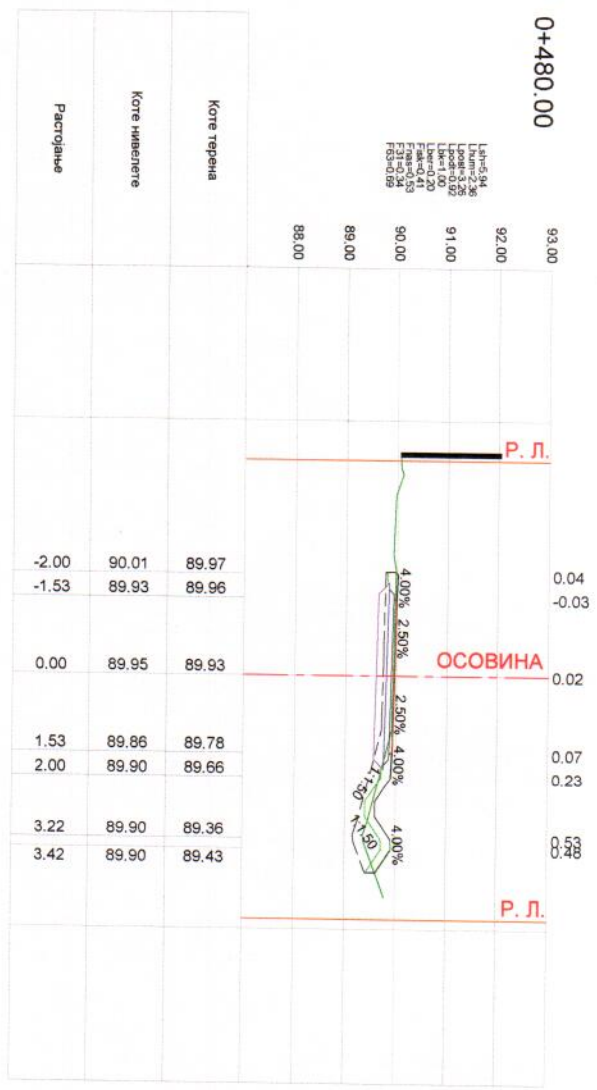 0+480.00
Lsh=5.94
Lhum=2.36
Lpost=3.26
Lpodt=0.92
Lbk=1.00
Lber=0.20
Fisk=0.41
Fnas=0.53
F31=0.34
F63=0.69
93.00
92.00
91.00
90.00
89.00
88.00
Р. Л.
ОСОВИНА
Р. Л.
0.04
-0.03
0.02
0.07
0.23
0.53
0.48
4.00%
2.50%
2.50%
4.00%
1:1.50
1:1.50
4.00%
Коте терена
89.97
89.96
89.93
89.78
89.66
89.36
89.43
Коте нивелете
90.01
89.93
89.95
89.86
89.90
89.90
89.90
Растојање
-2.00
-1.53
0.00
1.53
2.00
3.22
3.42